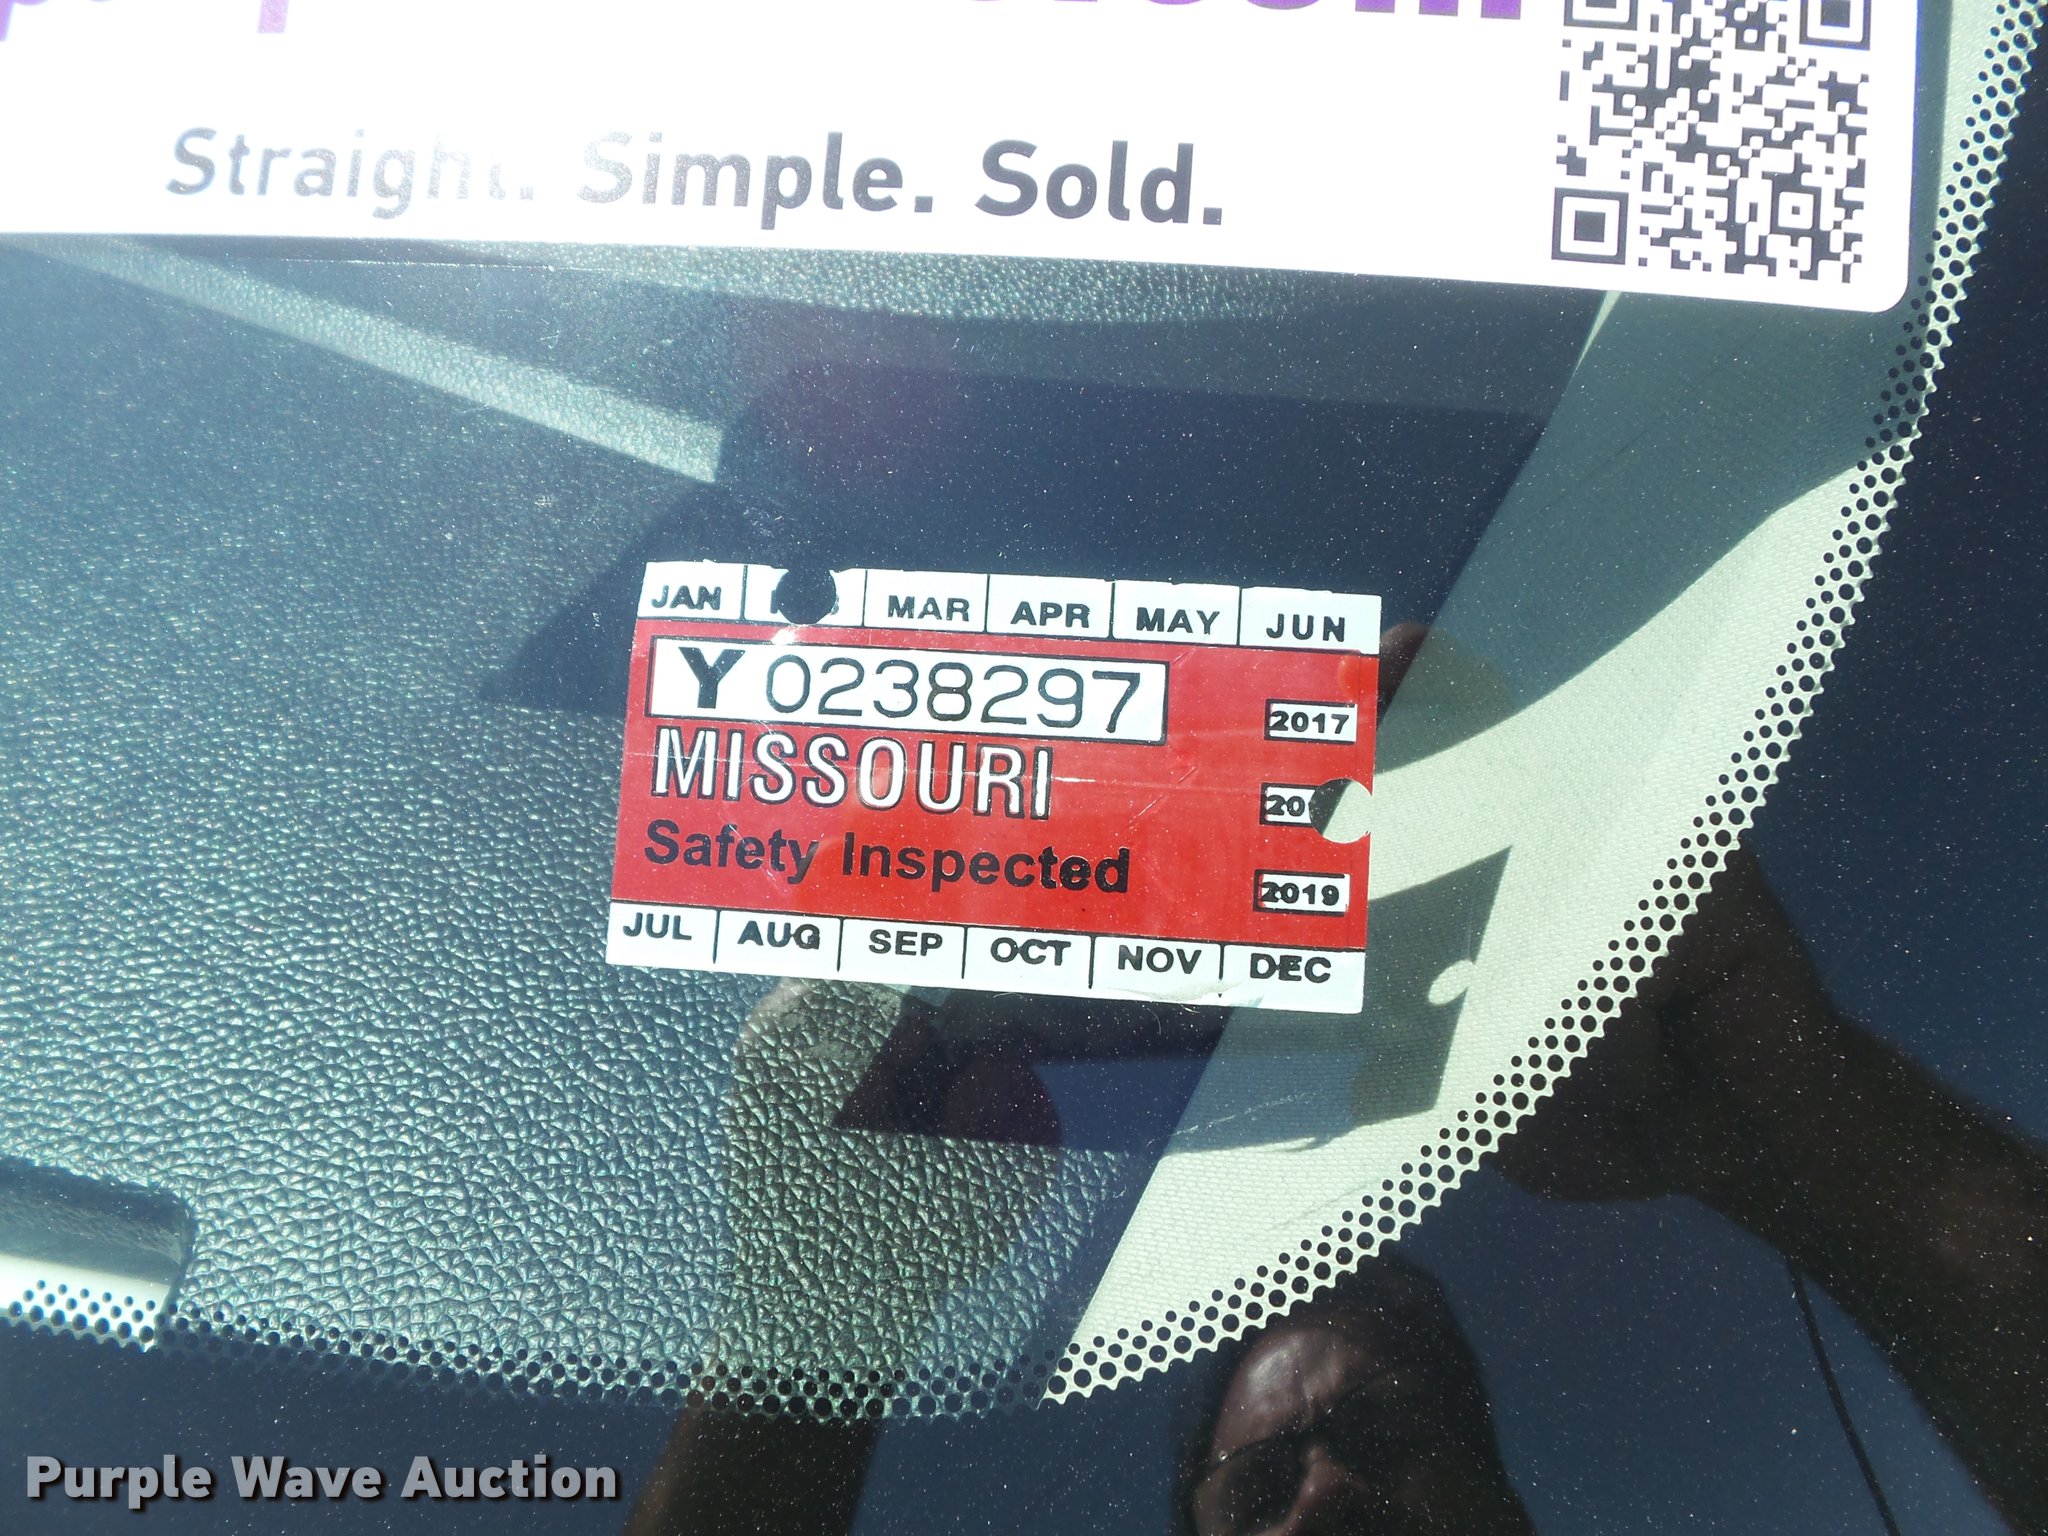 Straight. Simple. Sold.
JAN MAR APR MAY JUN
Y 0238297
2017
MISSOURI
20
Safety Inspected
2019
JUL AUG SEP OCT NOV DEC
Purple Wave Auction